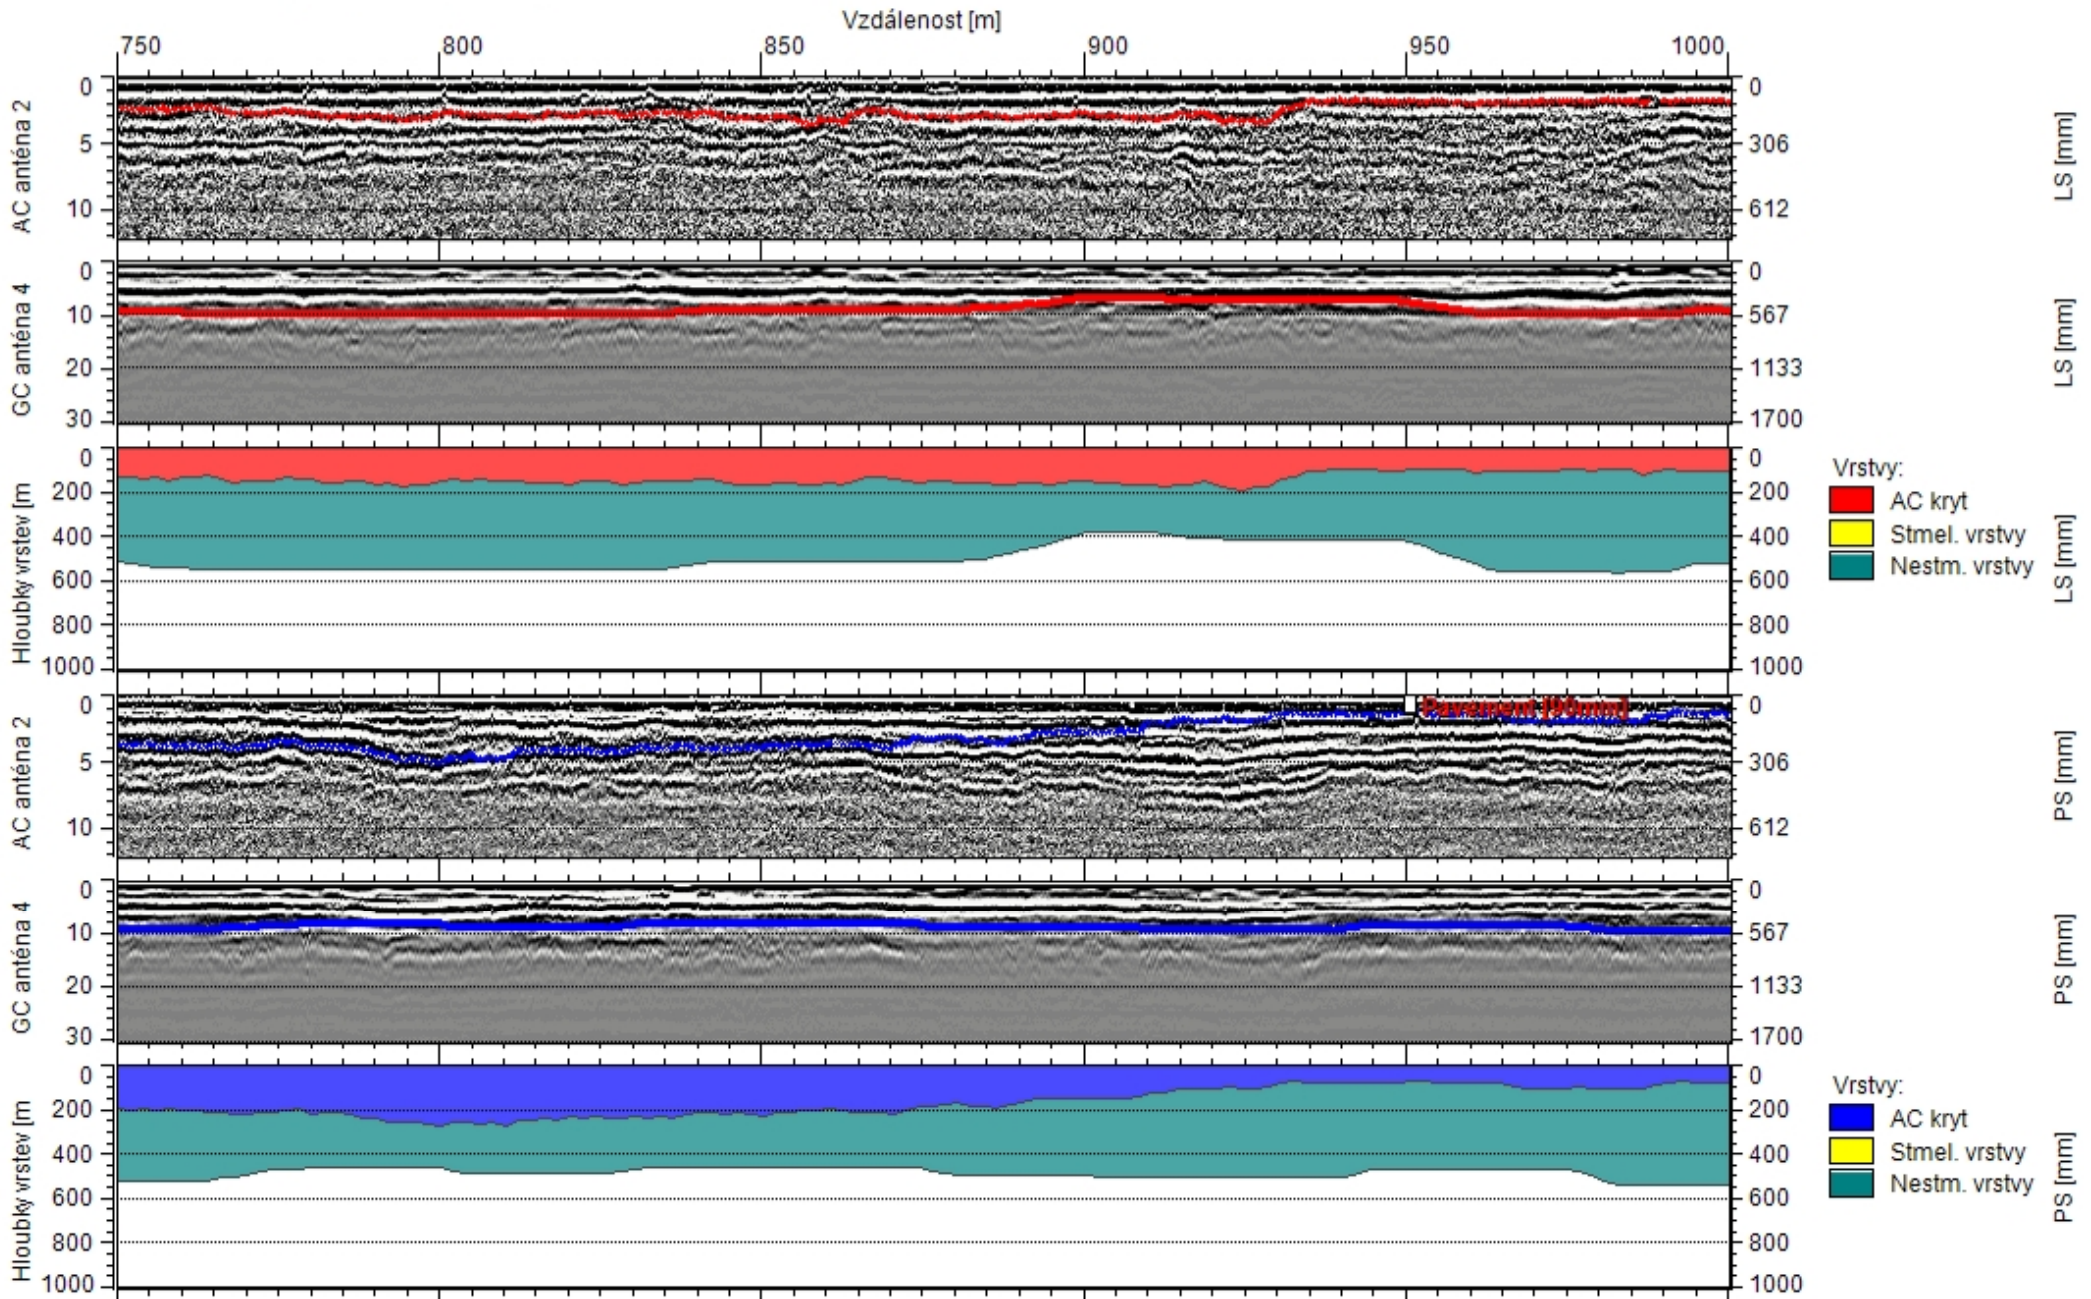 Vzdálenost [m]
750 800 850 900 950 1000
AC anténa 2
0 5 10
0 306 612
LS [mm]
GC anténa 4
0 10 20 30
0 567 1133 1700
LS [mm]
Hloubky vrstev [m
0 200 400 600 800 1000
0 200 400 600 800 1000
LS [mm]
Vrstvy:
AC kryt
Stmel. vrstvy
Nestm. vrstvy
AC anténa 2
0 5 10
Pavement [90mm]
0 306 612
PS [mm]
GC anténa 4
0 10 20 30
0 567 1133 1700
PS [mm]
Hloubky vrstev [m
0 200 400 600 800 1000
0 200 400 600 800 1000
PS [mm]
Vrstvy:
AC kryt
Stmel. vrstvy
Nestm. vrstvy